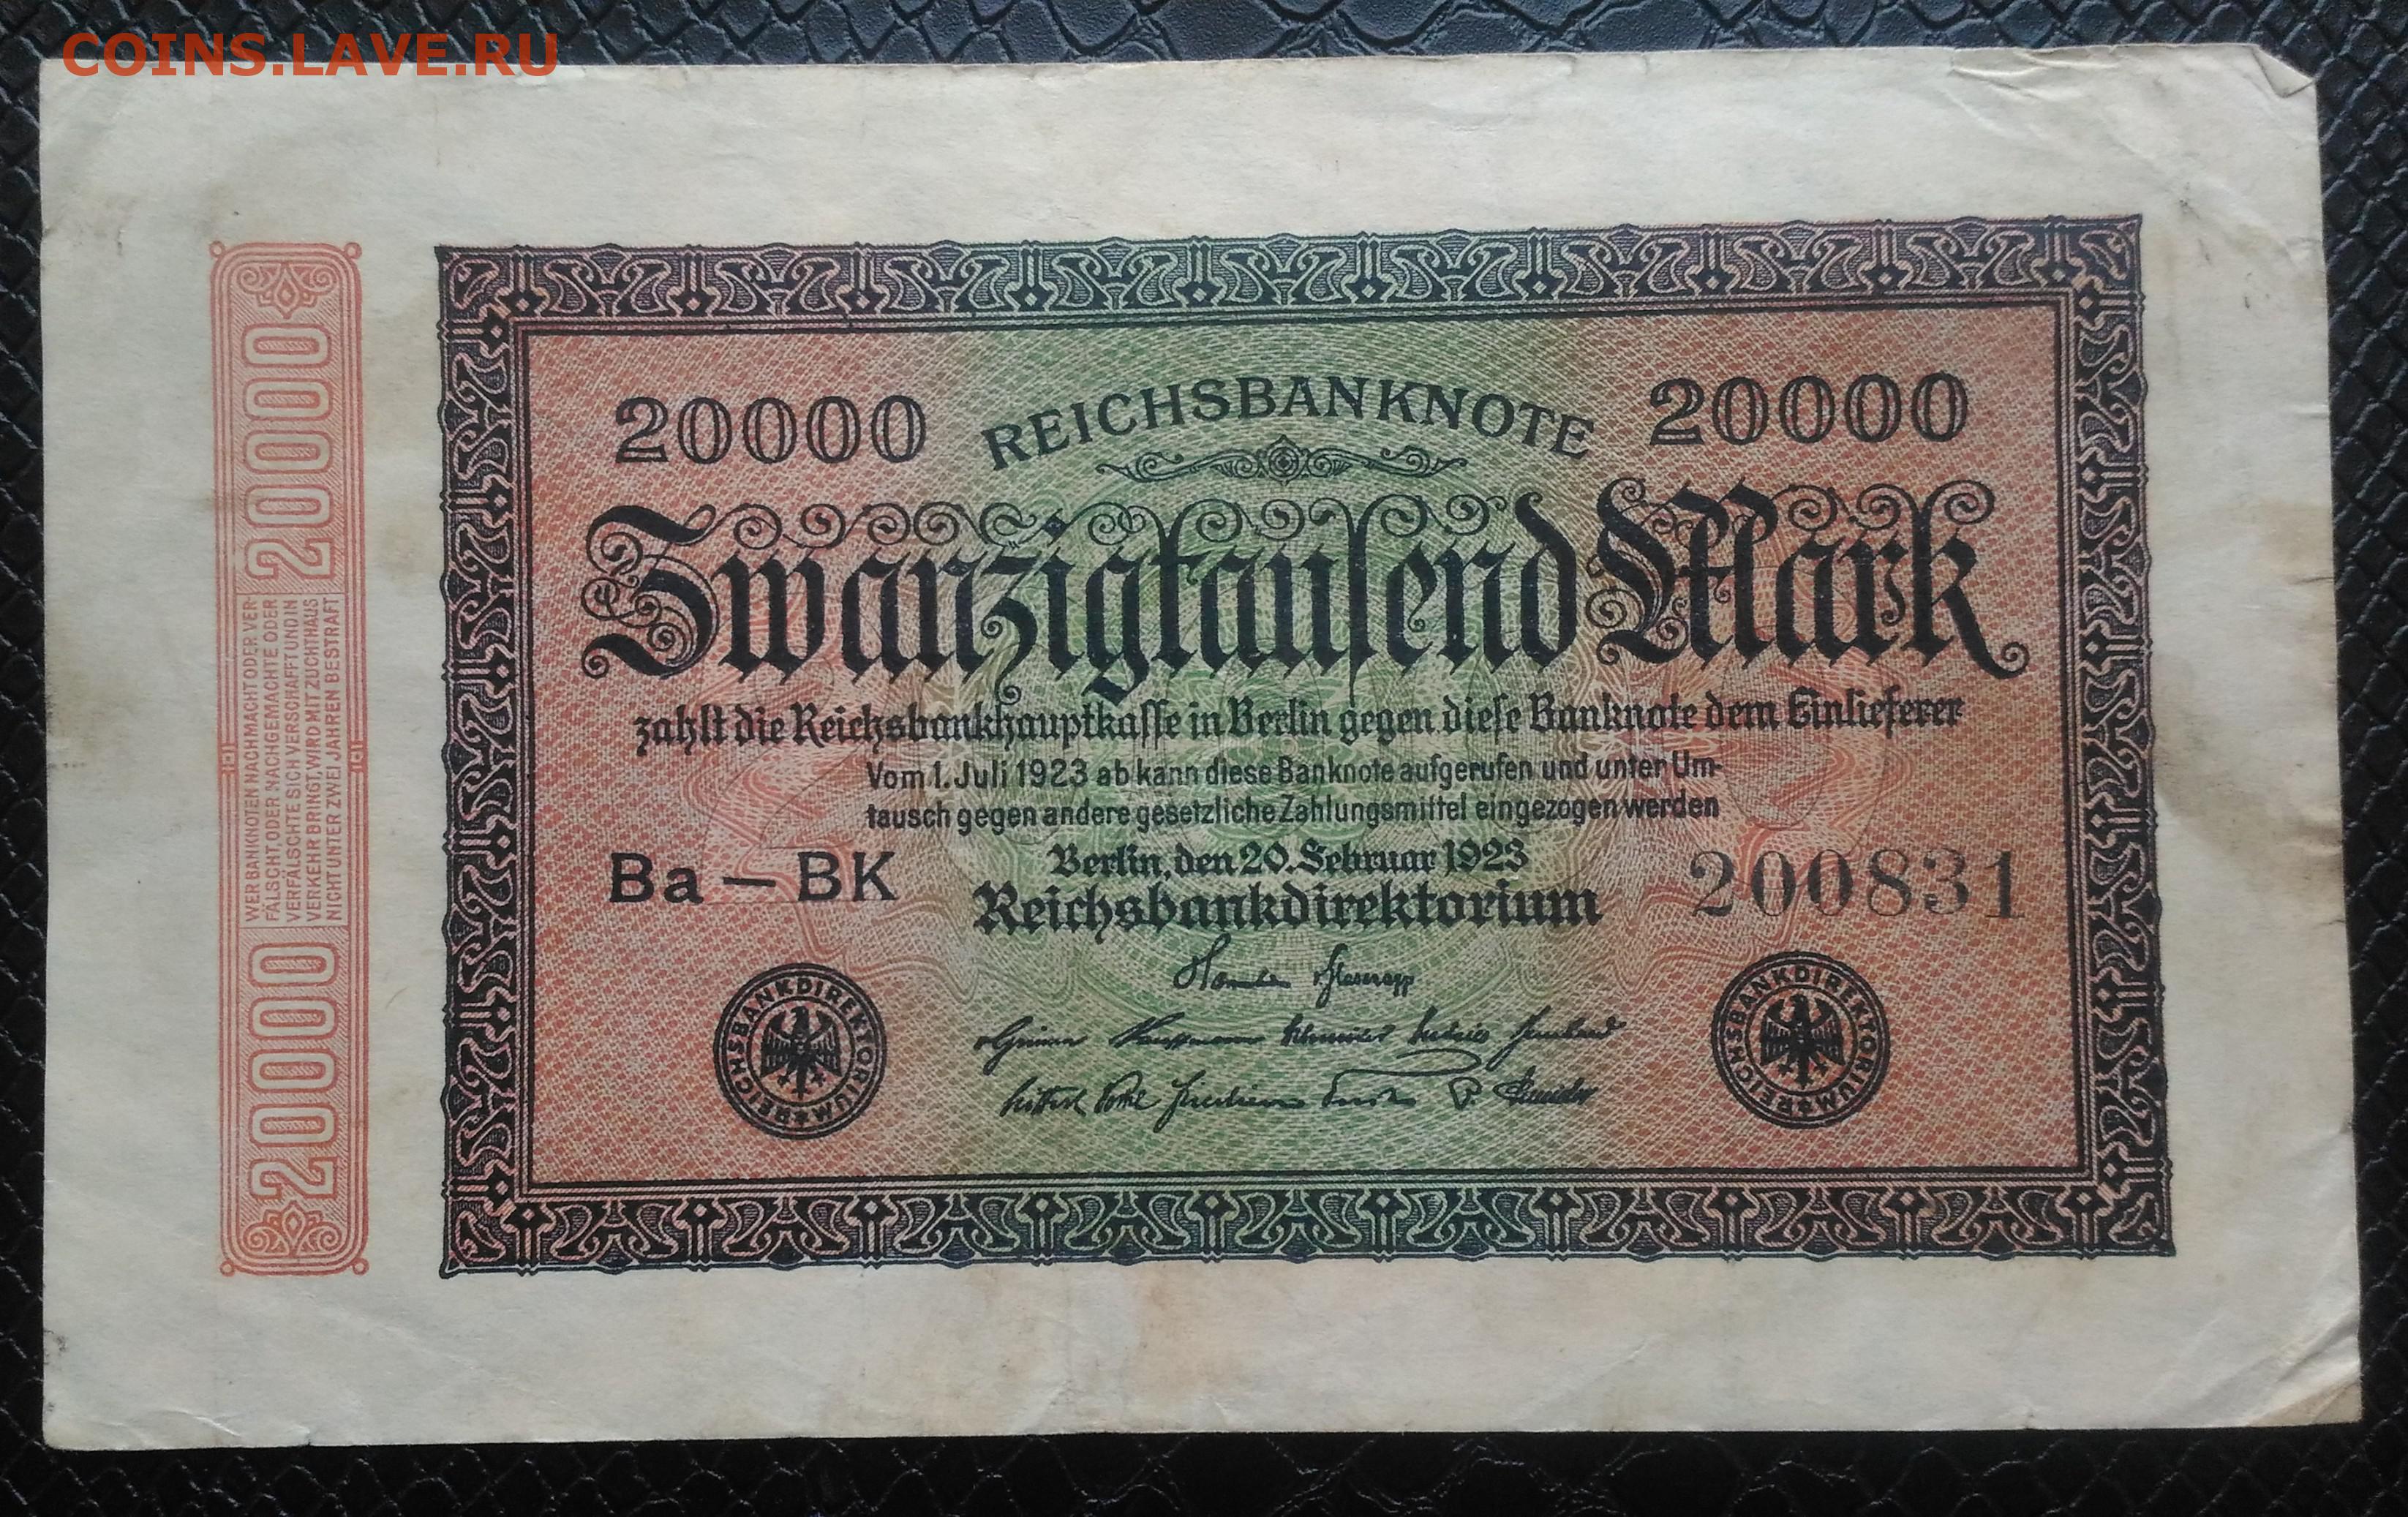 COINS.LAVE.RU
20000
WER BANKNOTEN NACHMACHT ODER VER-
FÄLSCHT, ODER NACHGEMACHTE ODER
VERFÄLSCHTE SICH VERSCHAFFT UND IN
VERKEHR BRINGT, WIRD MIT ZUCHTHAUS
NICHT UNTER ZWEI JAHREN BESTRAFT
20000
20000 REICHSBANKNOTE 20000
Zwanzigtausend Mark
zahlt die Reichsbankhauptkasse in Berlin gegen diese Banknote dem Einlieferer
Vom 1. Juli 1923 ab kann diese Banknote aufgerufen und unter Um-
tausch gegen andere gesetzliche Zahlungsmittel eingezogen werden
Berlin, den 20. Februar 1923
Ba – BK Reichsbankdirektorium 200831
REICHSBANKDIREKTORIUM
REICHSBANKDIREKTORIUM